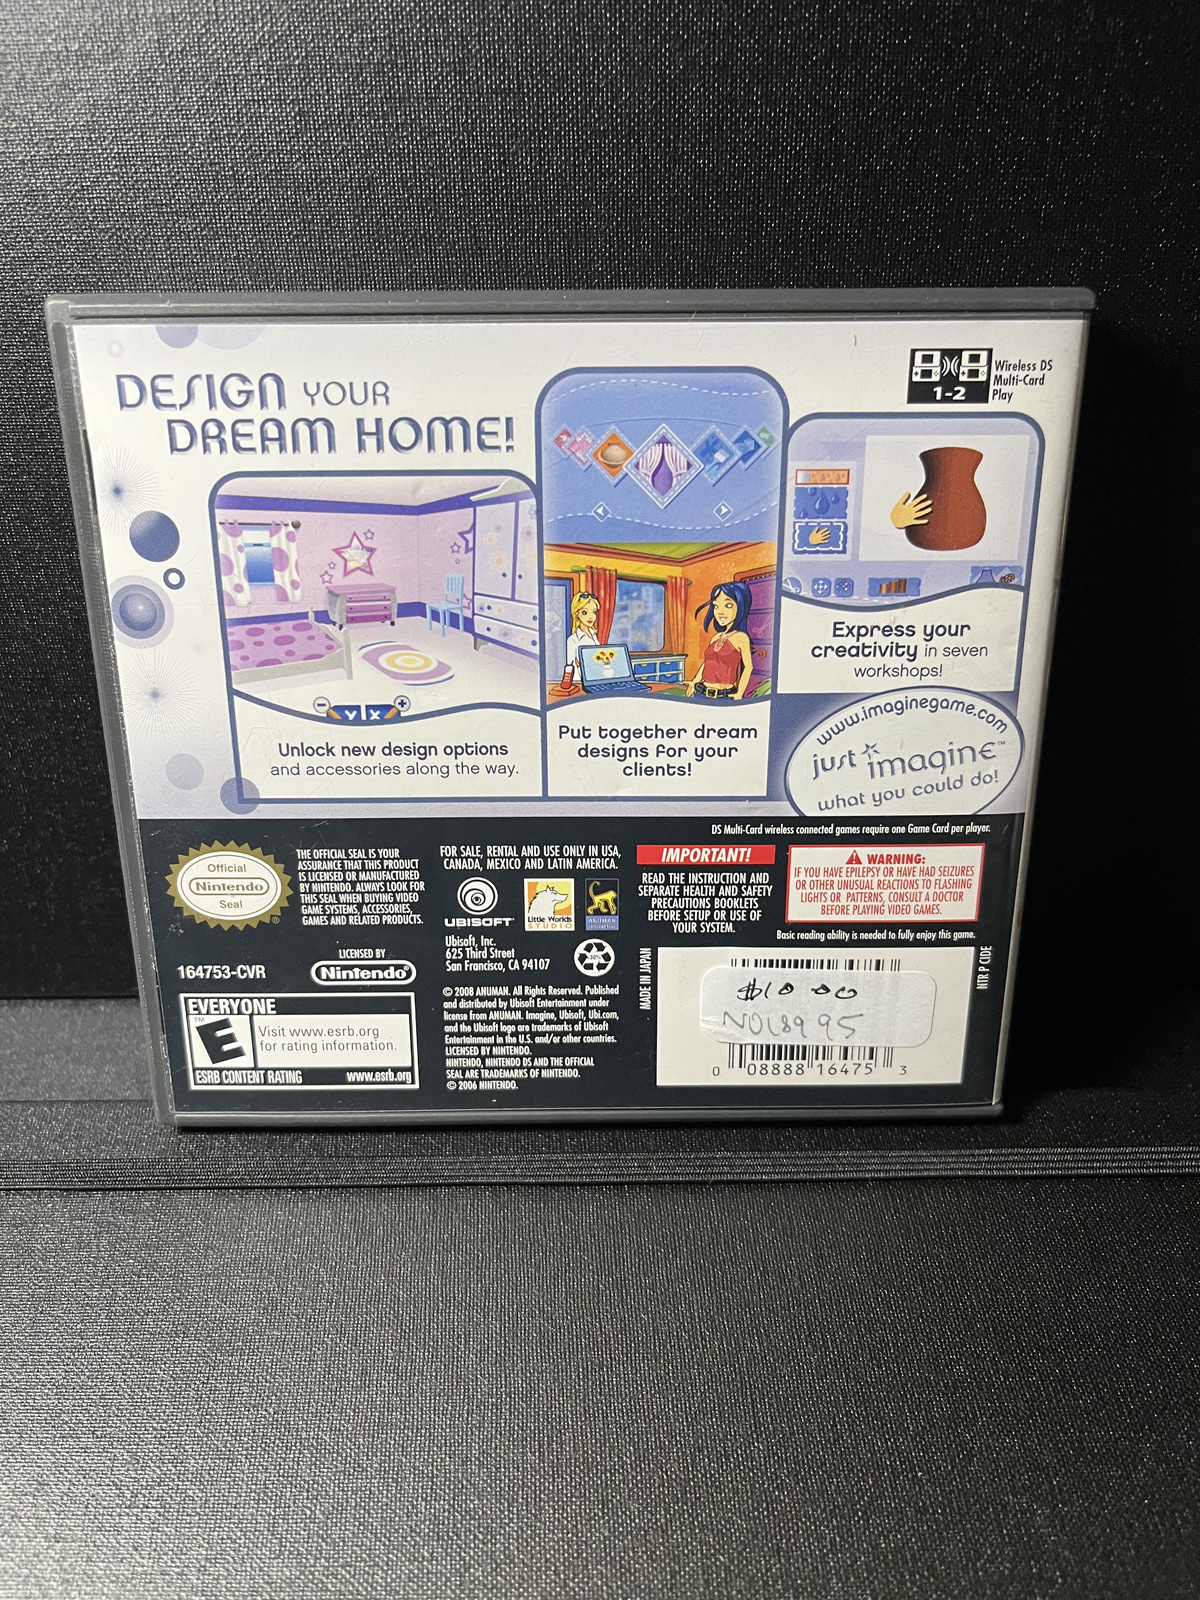 DESIGN YOUR
DREAM HOME!
1-2
Wireless DS
Multi-Card
Play
Y X
Unlock new design options
and accessories along the way.
Put together dream
designs for your
clients!
Express your
creativity in seven
workshops!
www.imaginegame.com
just imagine™
what you could do!
DS Multi-Card wireless connected games require one Game Card per player.
Official
Nintendo
Seal
®
THE OFFICIAL SEAL IS YOUR
ASSURANCE THAT THIS PRODUCT
IS LICENSED OR MANUFACTURED
BY NINTENDO. ALWAYS LOOK FOR
THIS SEAL WHEN BUYING VIDEO
GAME SYSTEMS, ACCESSORIES,
GAMES AND RELATED PRODUCTS.
164753-CVR
LICENSED BY
Nintendo®
EVERYONE
E™
Visit www.esrb.org
for rating information.
ESRB CONTENT RATING www.esrb.org
FOR SALE, RENTAL AND USE ONLY IN USA,
CANADA, MEXICO AND LATIN AMERICA.
UBISOFT™
Little Worlds
STUDIO
ANUMAN
interactive
Ubisoft, Inc.
625 Third Street
San Francisco, CA 94107
30%
© 2008 ANUMAN. All Rights Reserved. Published
and distributed by Ubisoft Entertainment under
license from ANUMAN. Imagine, Ubisoft, Ubi.com,
and the Ubisoft logo are trademarks of Ubisoft
Entertainment in the U.S. and/or other countries.
LICENSED BY NINTENDO.
NINTENDO, NINTENDO DS AND THE OFFICIAL
SEAL ARE TRADEMARKS OF NINTENDO.
© 2006 NINTENDO.
IMPORTANT!
READ THE INSTRUCTION AND
SEPARATE HEALTH AND SAFETY
PRECAUTIONS BOOKLETS
BEFORE SETUP OR USE OF
YOUR SYSTEM.
WARNING:
IF YOU HAVE EPILEPSY OR HAVE HAD SEIZURES
OR OTHER UNUSUAL REACTIONS TO FLASHING
LIGHTS OR PATTERNS, CONSULT A DOCTOR
BEFORE PLAYING VIDEO GAMES.
Basic reading ability is needed to fully enjoy this game.
MADE IN JAPAN
$10 00
0 08888 16475 3
NTR P CIDE